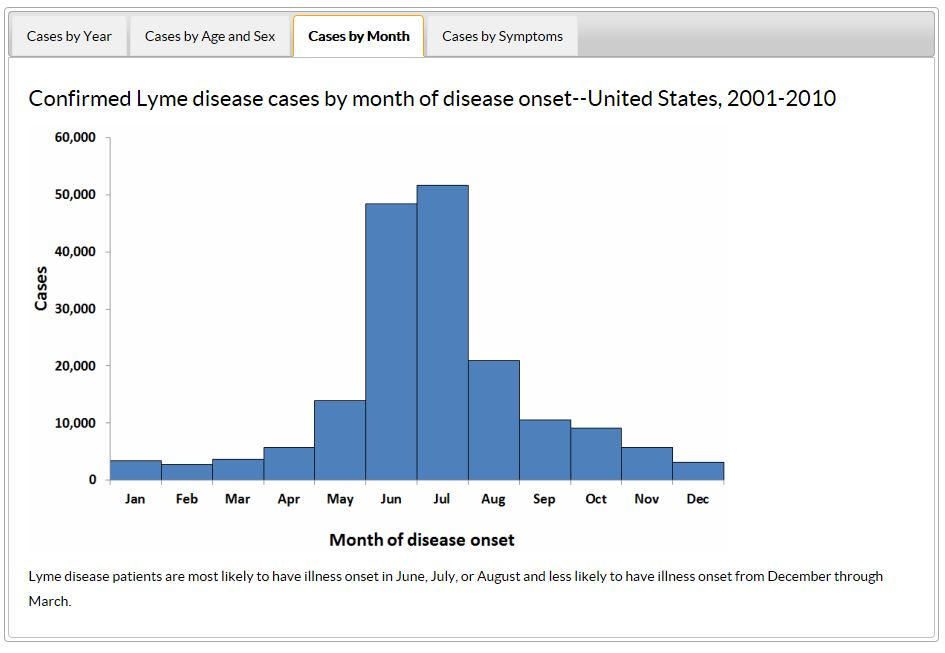 Cases by Year Cases by Age and Sex Cases by Month Cases by Symptoms
Confirmed Lyme disease cases by month of disease onset--United States, 2001-2010
60,000
50,000
40,000
30,000
20,000
10,000
0
Cases
Jan Feb Mar Apr May Jun Jul Aug Sep Oct Nov Dec
Month of disease onset
Lyme disease patients are most likely to have illness onset in June, July, or August and less likely to have illness onset from December through
March.